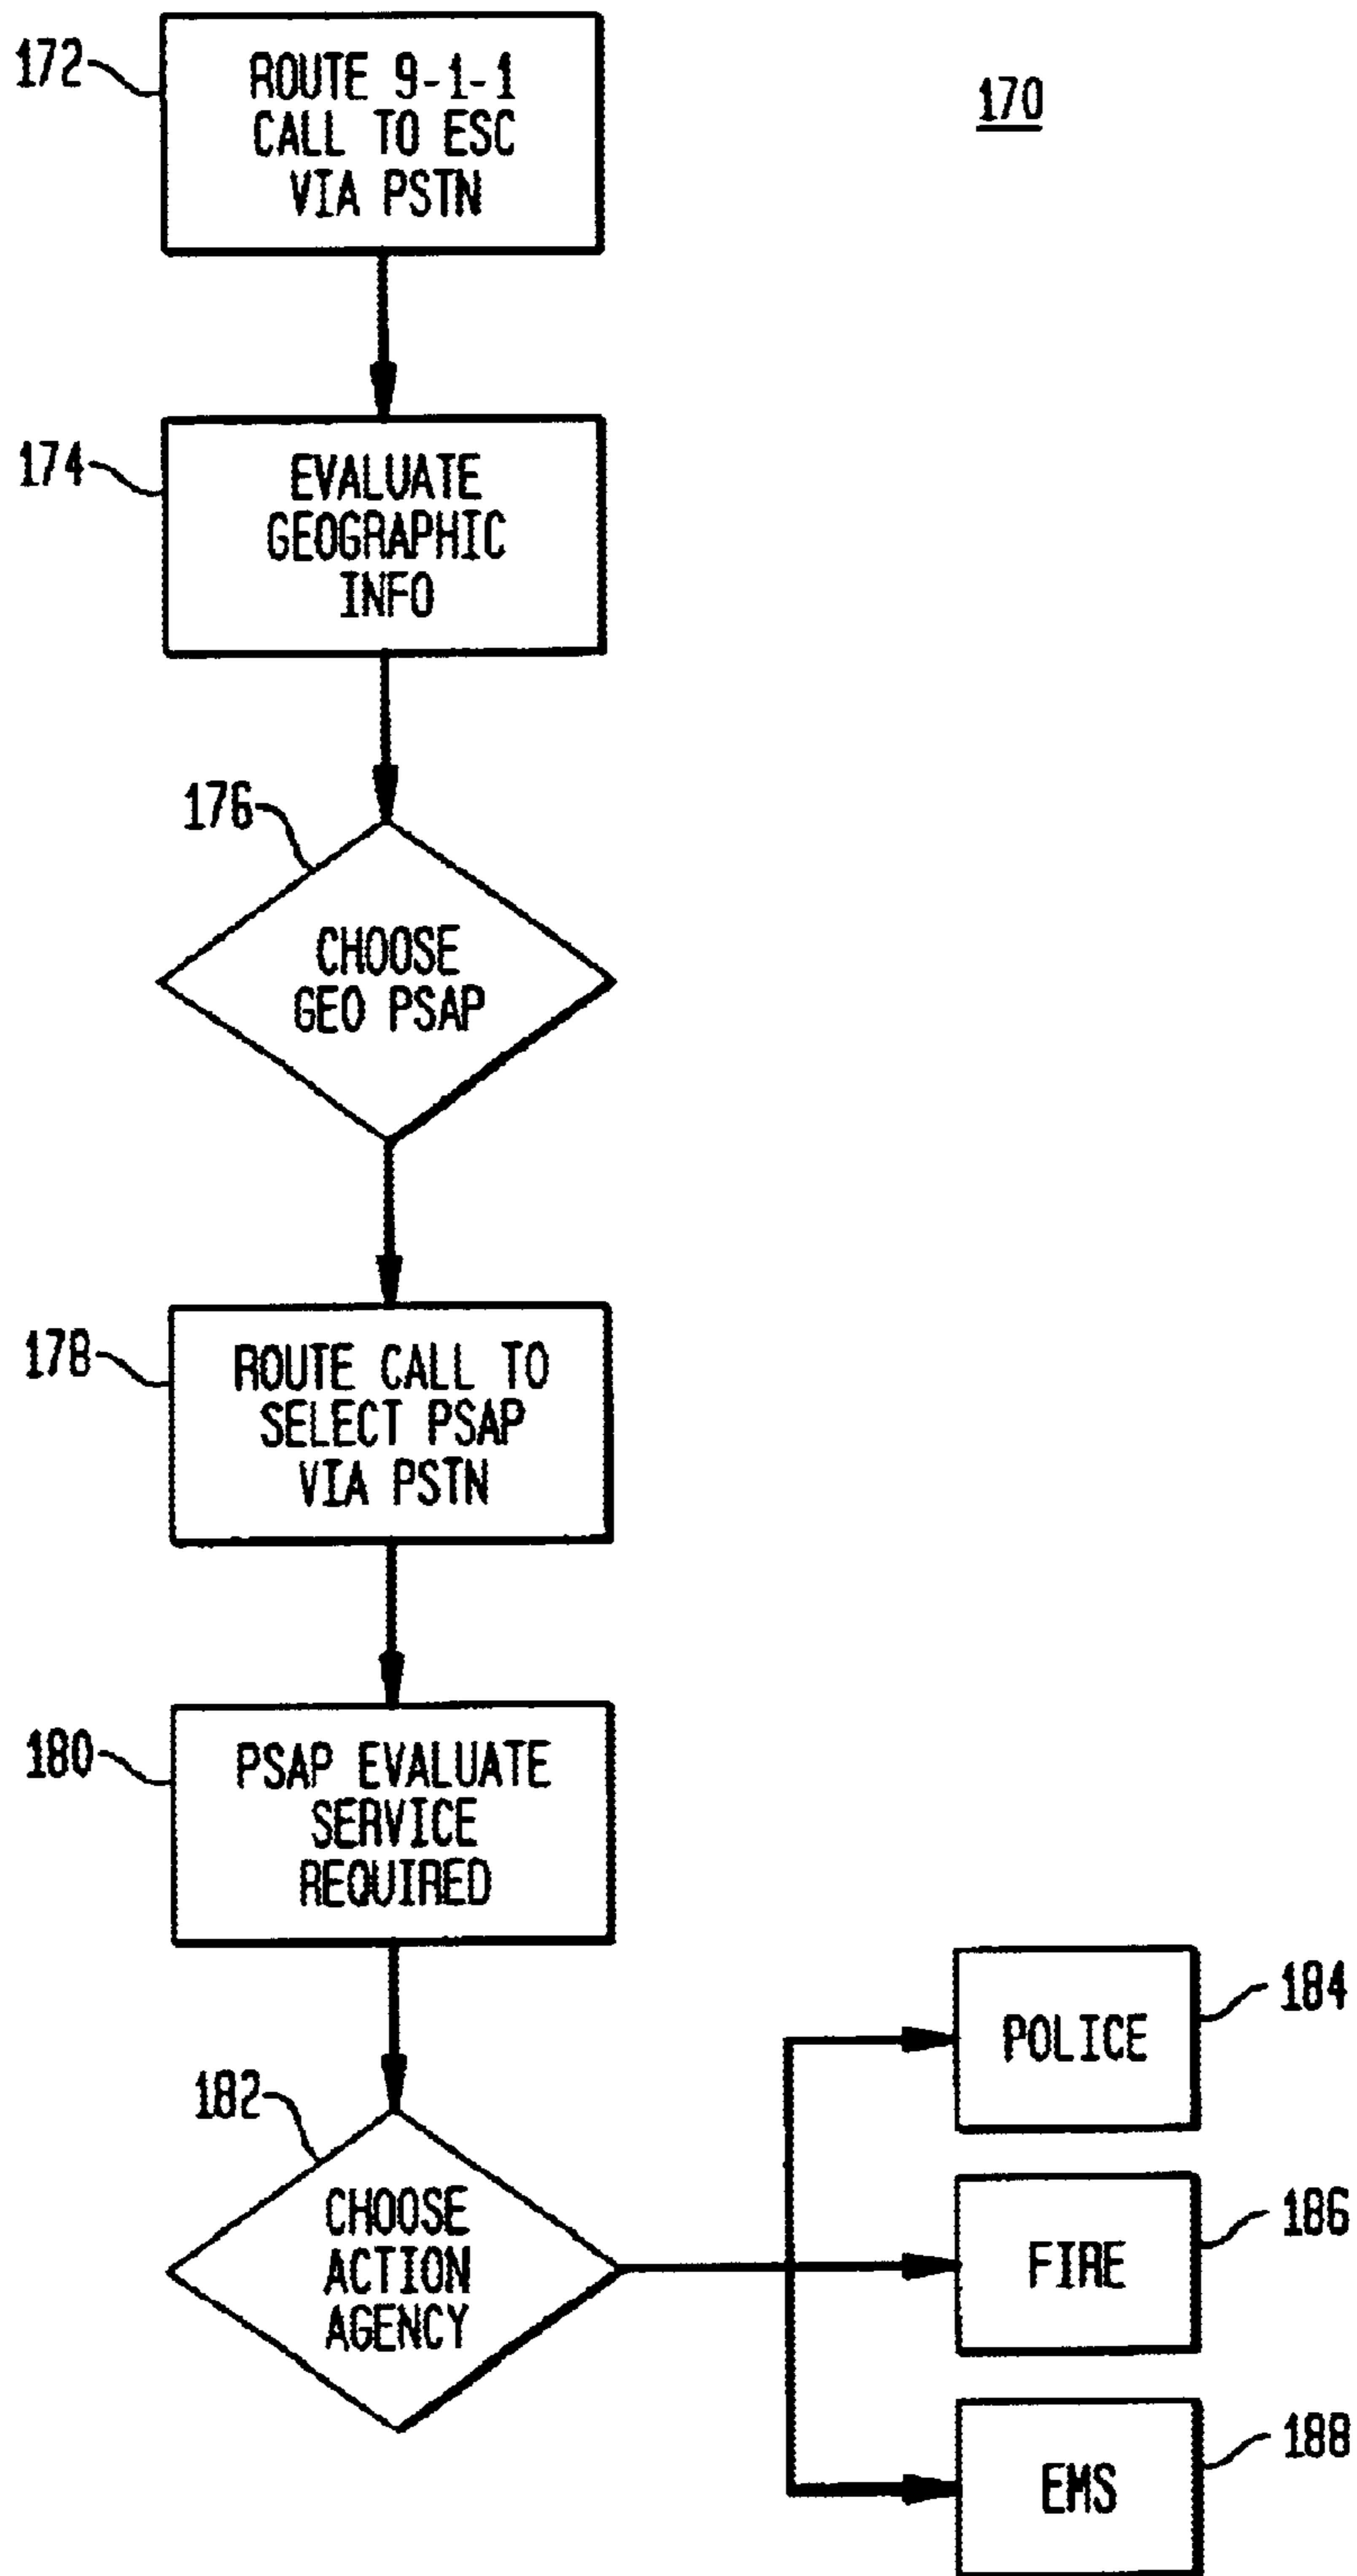 170
172
ROUTE 9-1-1
CALL TO ESC
VIA PSTN
174
EVALUATE
GEOGRAPHIC
INFO
176
CHOOSE
GEO PSAP
178
ROUTE CALL TO
SELECT PSAP
VIA PSTN
180
PSAP EVALUATE
SERVICE
REQUIRED
182
CHOOSE
ACTION
AGENCY
POLICE
184
FIRE
186
EMS
188